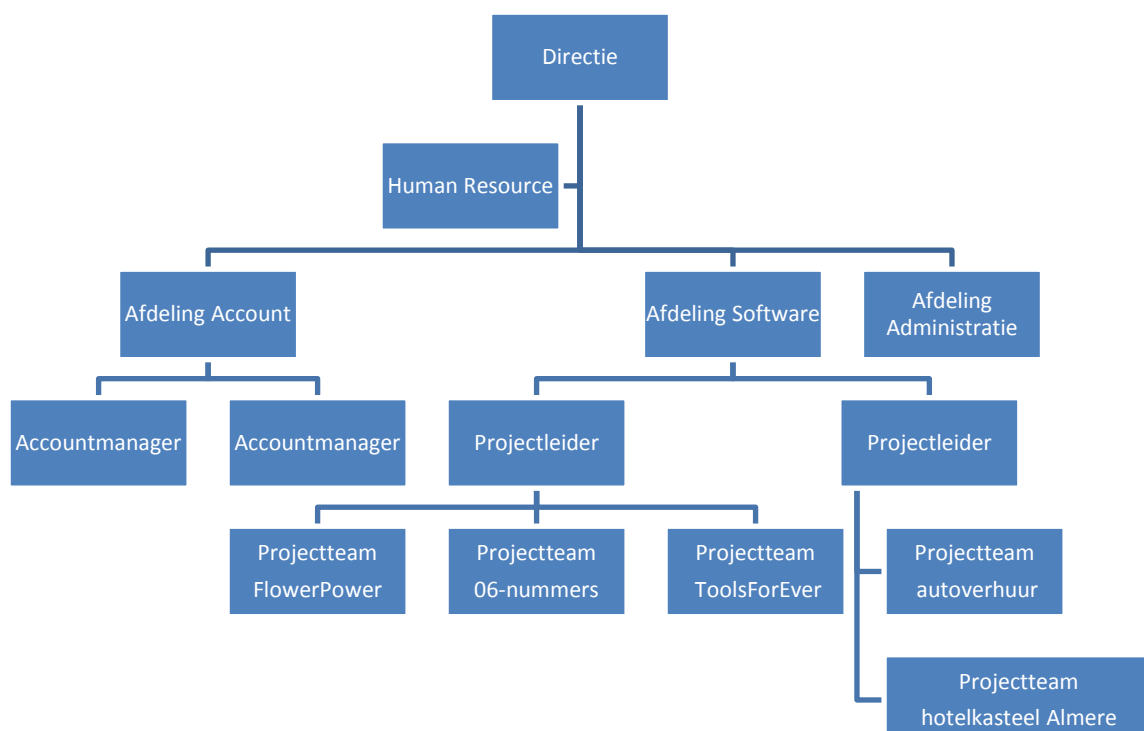 Directie
Human Resource
Afdeling Account
Afdeling Software
Afdeling
Administratie
Accountmanager
Accountmanager
Projectleider
Projectleider
Projectteam
FlowerPower
Projectteam
06-nummers
Projectteam
ToolsForEver
Projectteam
autoverhuur
Projectteam
hotelkasteel Almere